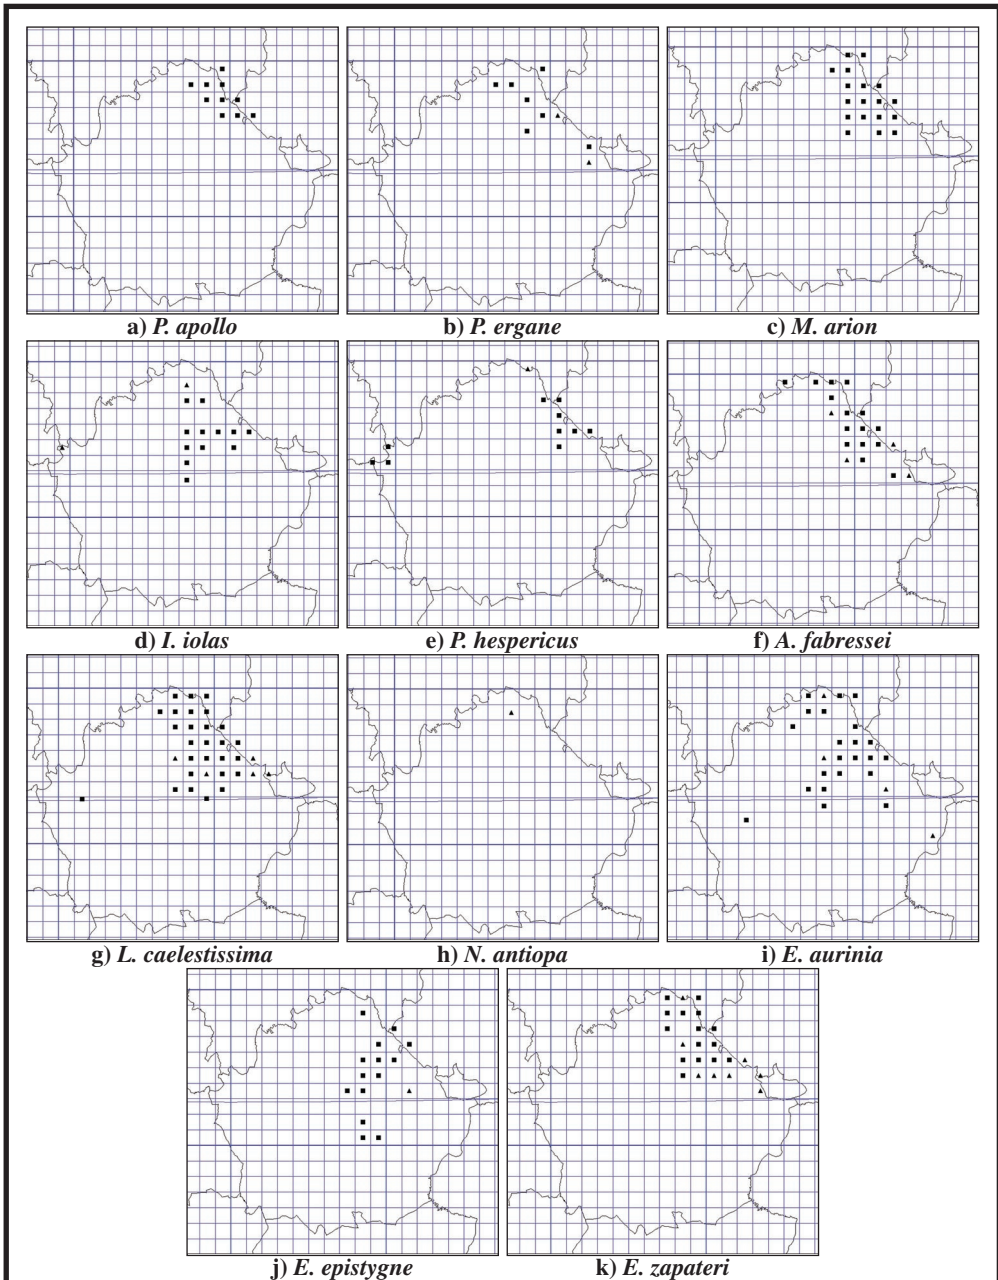 a) P. apollo
b) P. ergane
c) M. arion
d) I. iolas
e) P. hespericus
f) A. fabressei
g) L. caelestissima
h) N. antiopa
i) E. aurinia
j) E. epistygne
k) E. zapateri